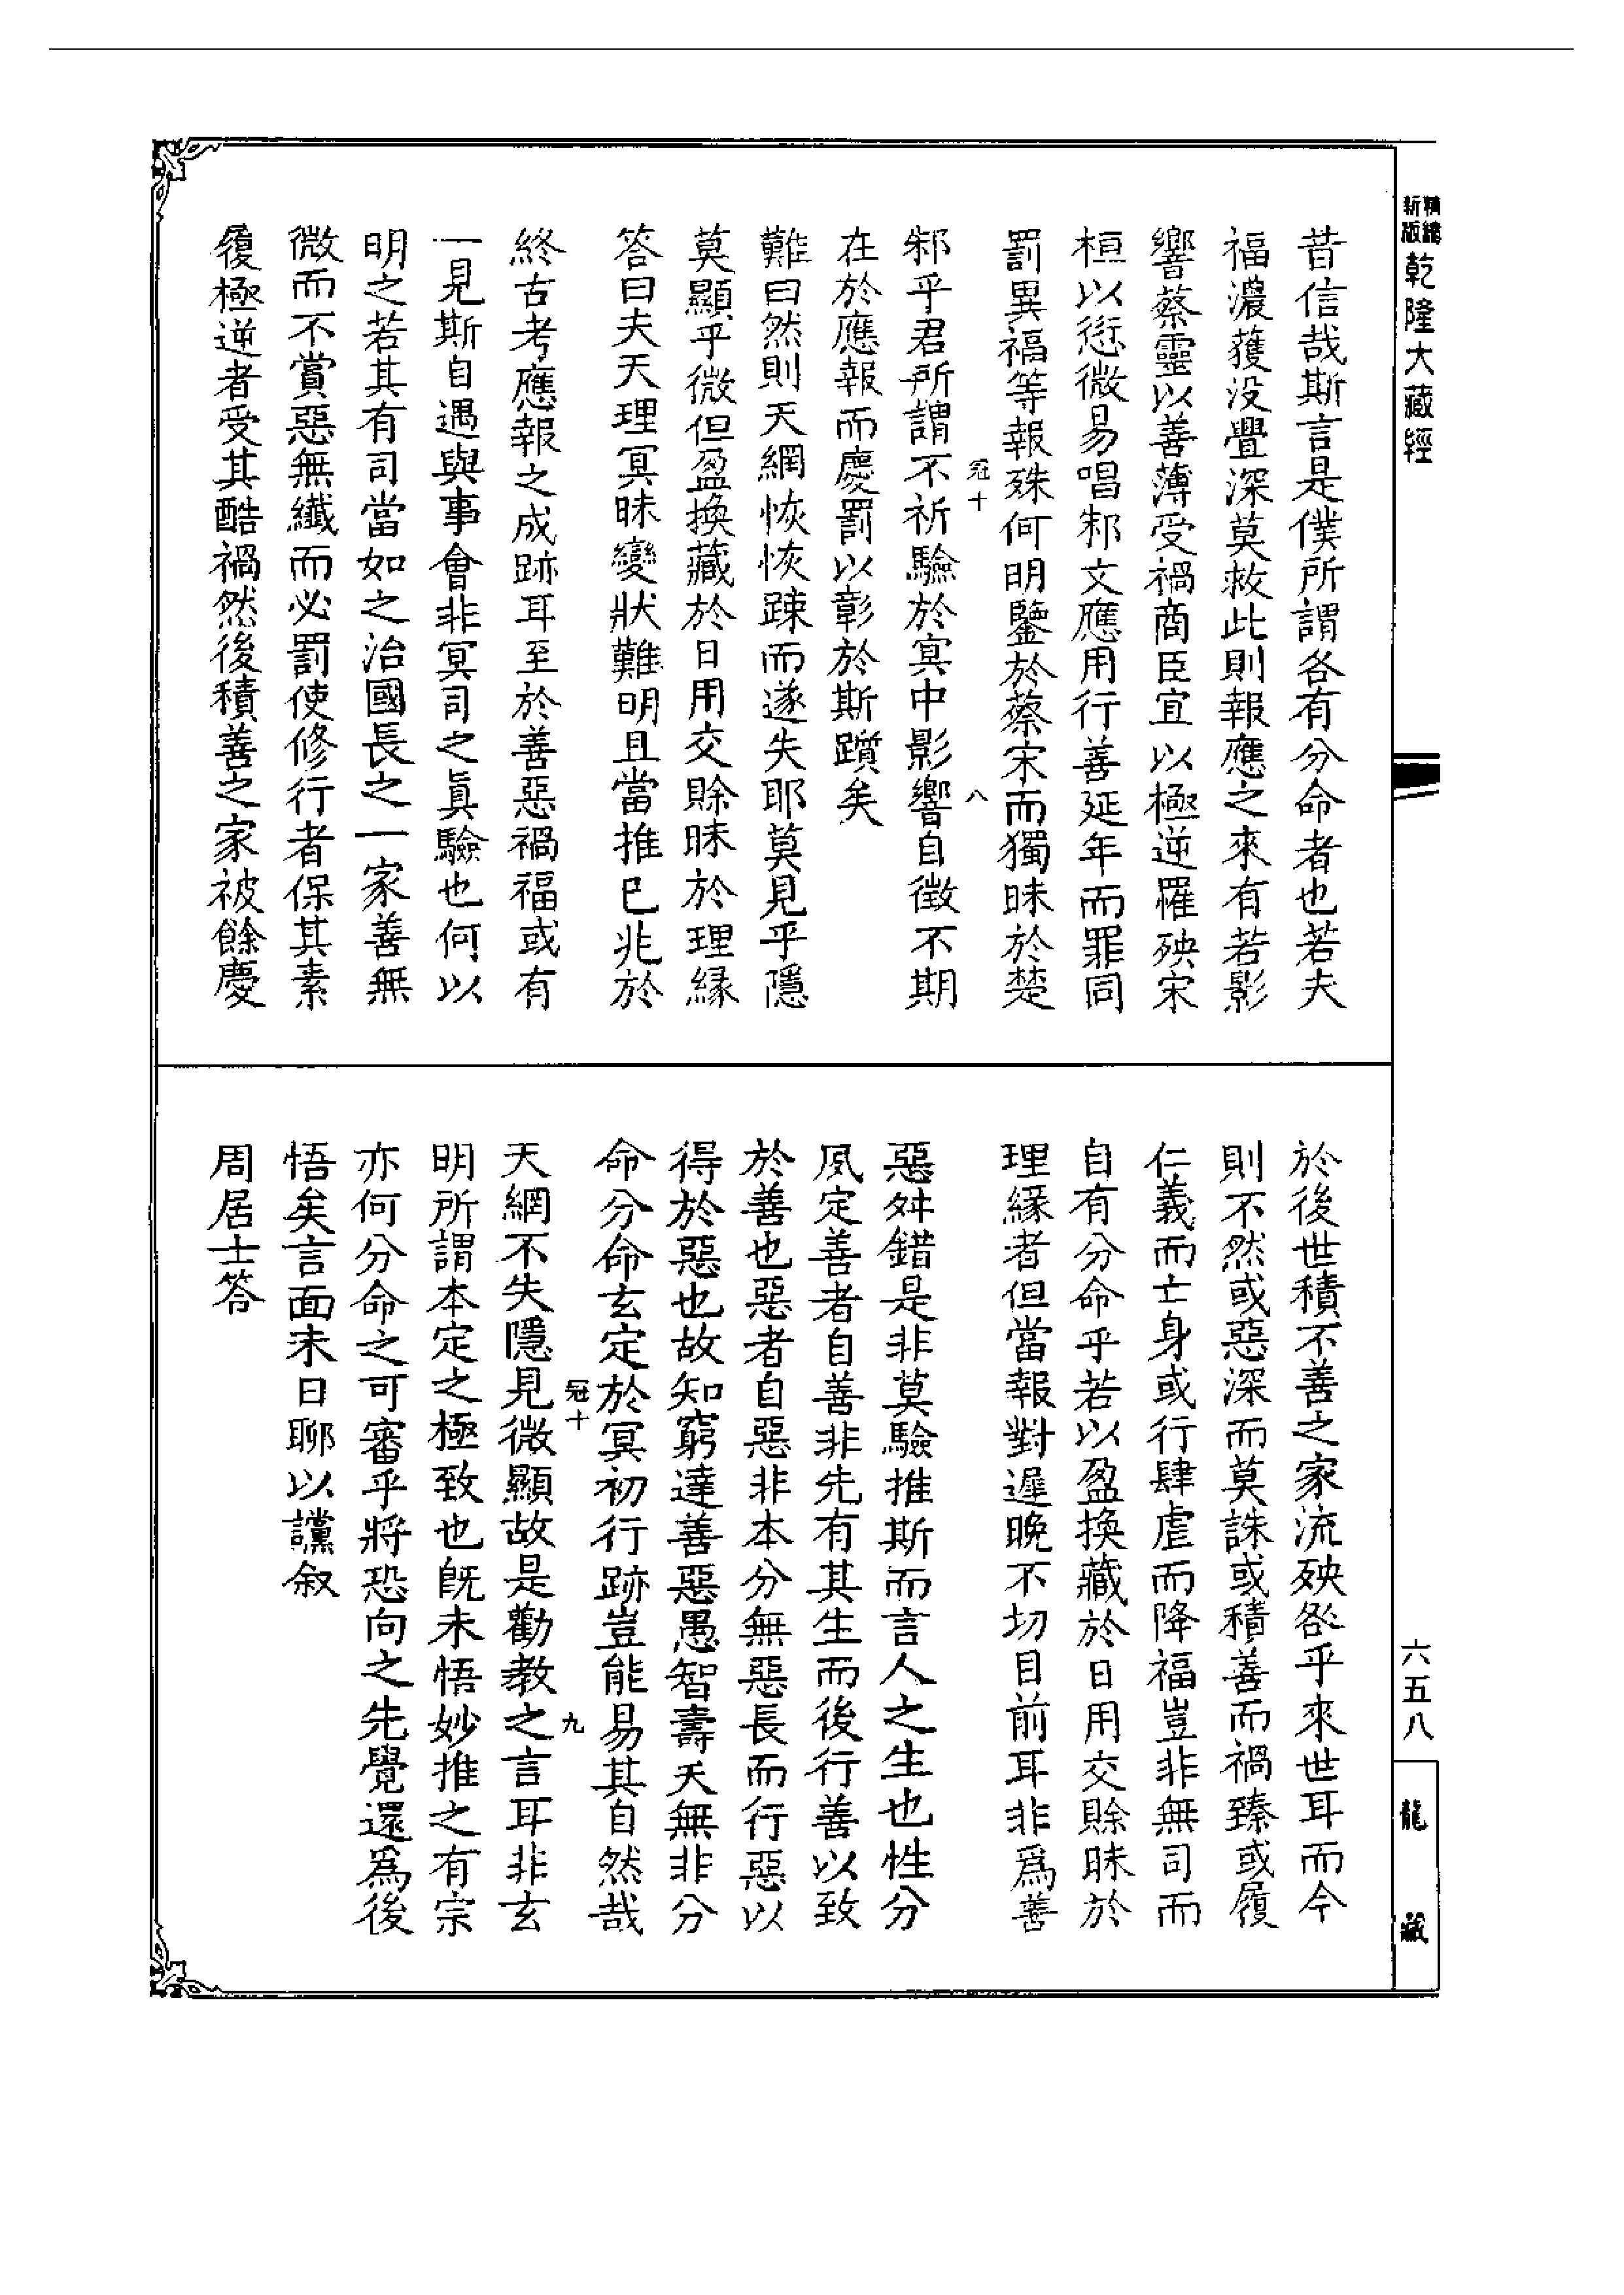 精縮新版乾隆大藏經
昔信哉斯言是僕所謂各有分命者也若夫
福濃獲没舋深莫救此則報應之來有若影
響蔡靈以善薄受禍商臣宜以極逆罹殃宋
桓以愆微易唱邾文應用行善延年而罪同
罰異福等報殊何明鑒於蔡宋而獨昧於楚
冠十 八
邾乎君所謂不祈驗於冥中影響自徵不期
在於應報而慶罰以彰於斯躓矣
難曰然則天網恢恢踈而遂失耶莫見乎隱
莫顯乎微但盈換藏於日用交賒昧於理緣
答曰夫天理冥昧變狀難明且當推已兆於
終古考應報之成跡耳至於善惡禍福或有
一見斯自遇與事會非冥司之真驗也何以
明之若其有司當如之治國長之一家善無
微而不賞惡無纖而必罰使修行者保其素
履極逆者受其酷禍然後積善之家被餘慶
於後世積不善之家流殃咎乎來世耳而今
則不然或惡深而莫誅或積善而禍臻或履
仁義而亡身或行肆虐而降福豈非無司而
自有分命乎若以盈換藏於日用交賒昧於
理緣者但當報對遲晚不切目前耳非爲善
惡舛錯是非莫驗推斯而言人之生也性分
夙定善者自善非先有其生而後行善以致
於善也惡者自惡非本分無惡長而行惡以
得於惡也故知窮達善惡愚智壽夭無非分
命分命玄定於冥初行跡豈能易其自然哉
冠十 九
天網不失隱見微顯故是勸教之言耳非玄
明所謂本定之極致也旣未悟妙推之有宗
亦何分命之可審乎將恐向之先覺還爲後
悟矣言面未日聊以讜叙
周居士答
六五八
龍藏